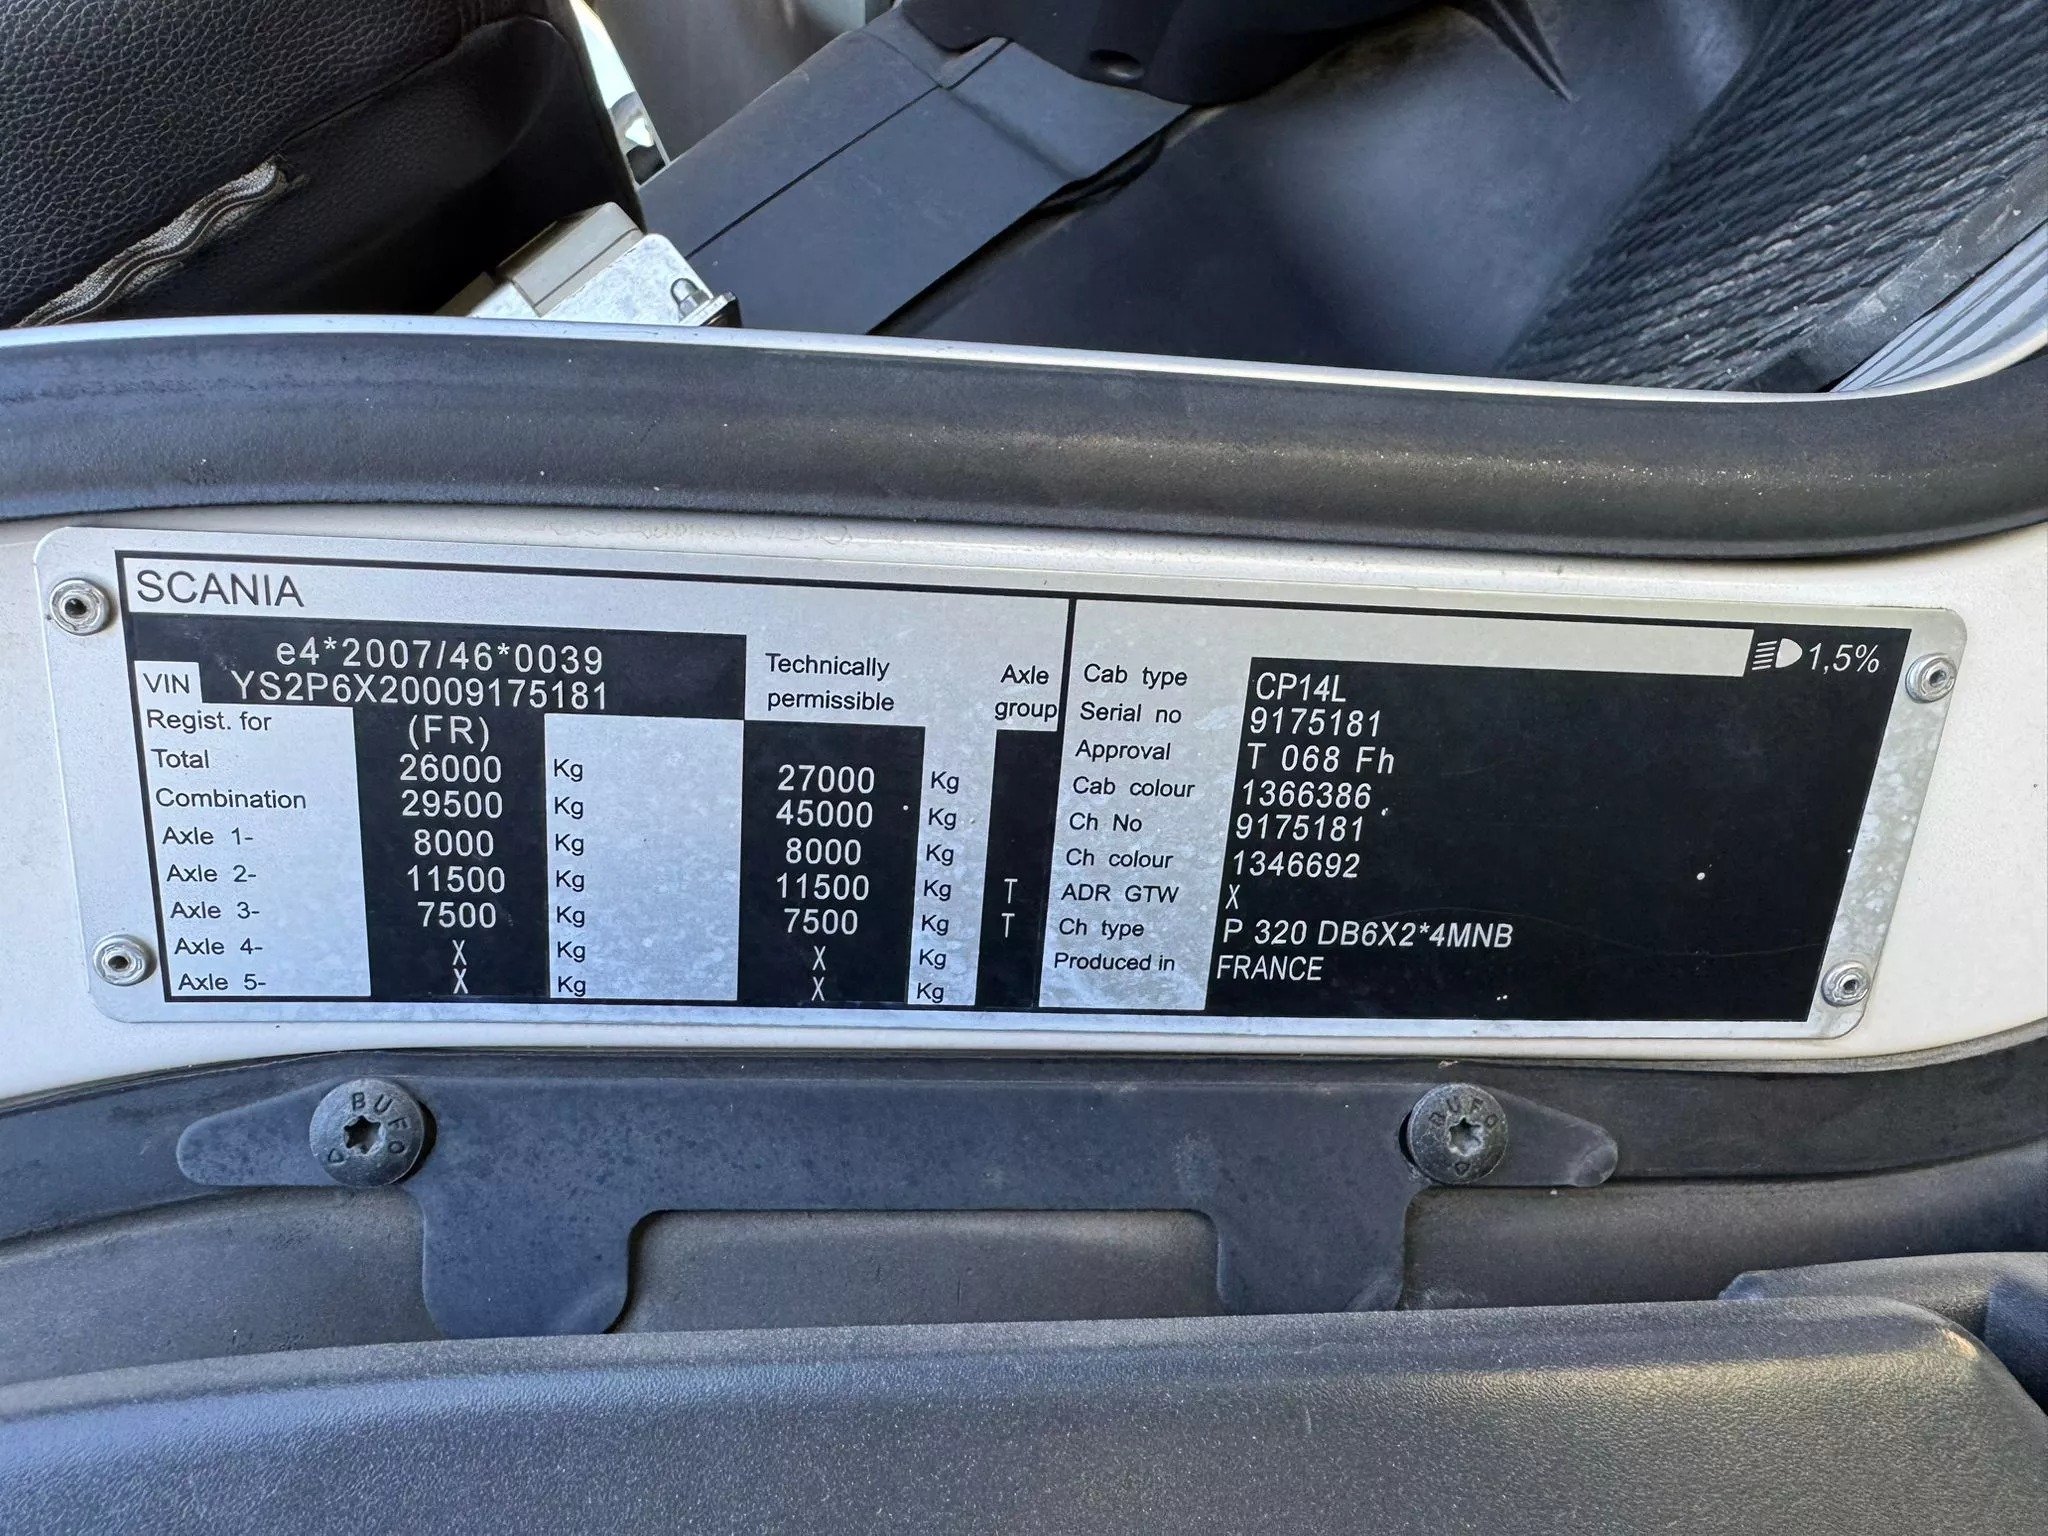 SCANIA
e4*2007/46*0039
VIN YS2P6X20009175181
Technically permissible
Axle group
Regist. for (FR)
Total 26000 Kg 27000 Kg
Combination 29500 Kg 45000 Kg
Axle 1- 8000 Kg 8000 Kg
Axle 2- 11500 Kg 11500 Kg T
Axle 3- 7500 Kg 7500 Kg T
Axle 4- X Kg X Kg
Axle 5- X Kg X Kg
1,5%
Cab type CP14L
Serial no 9175181
Approval T 068 Fh
Cab colour 1366386
Ch No 9175181
Ch colour 1346692
ADR GTW X
Ch type P 320 DB6X2*4MNB
Produced in FRANCE
BUFO
BUFO